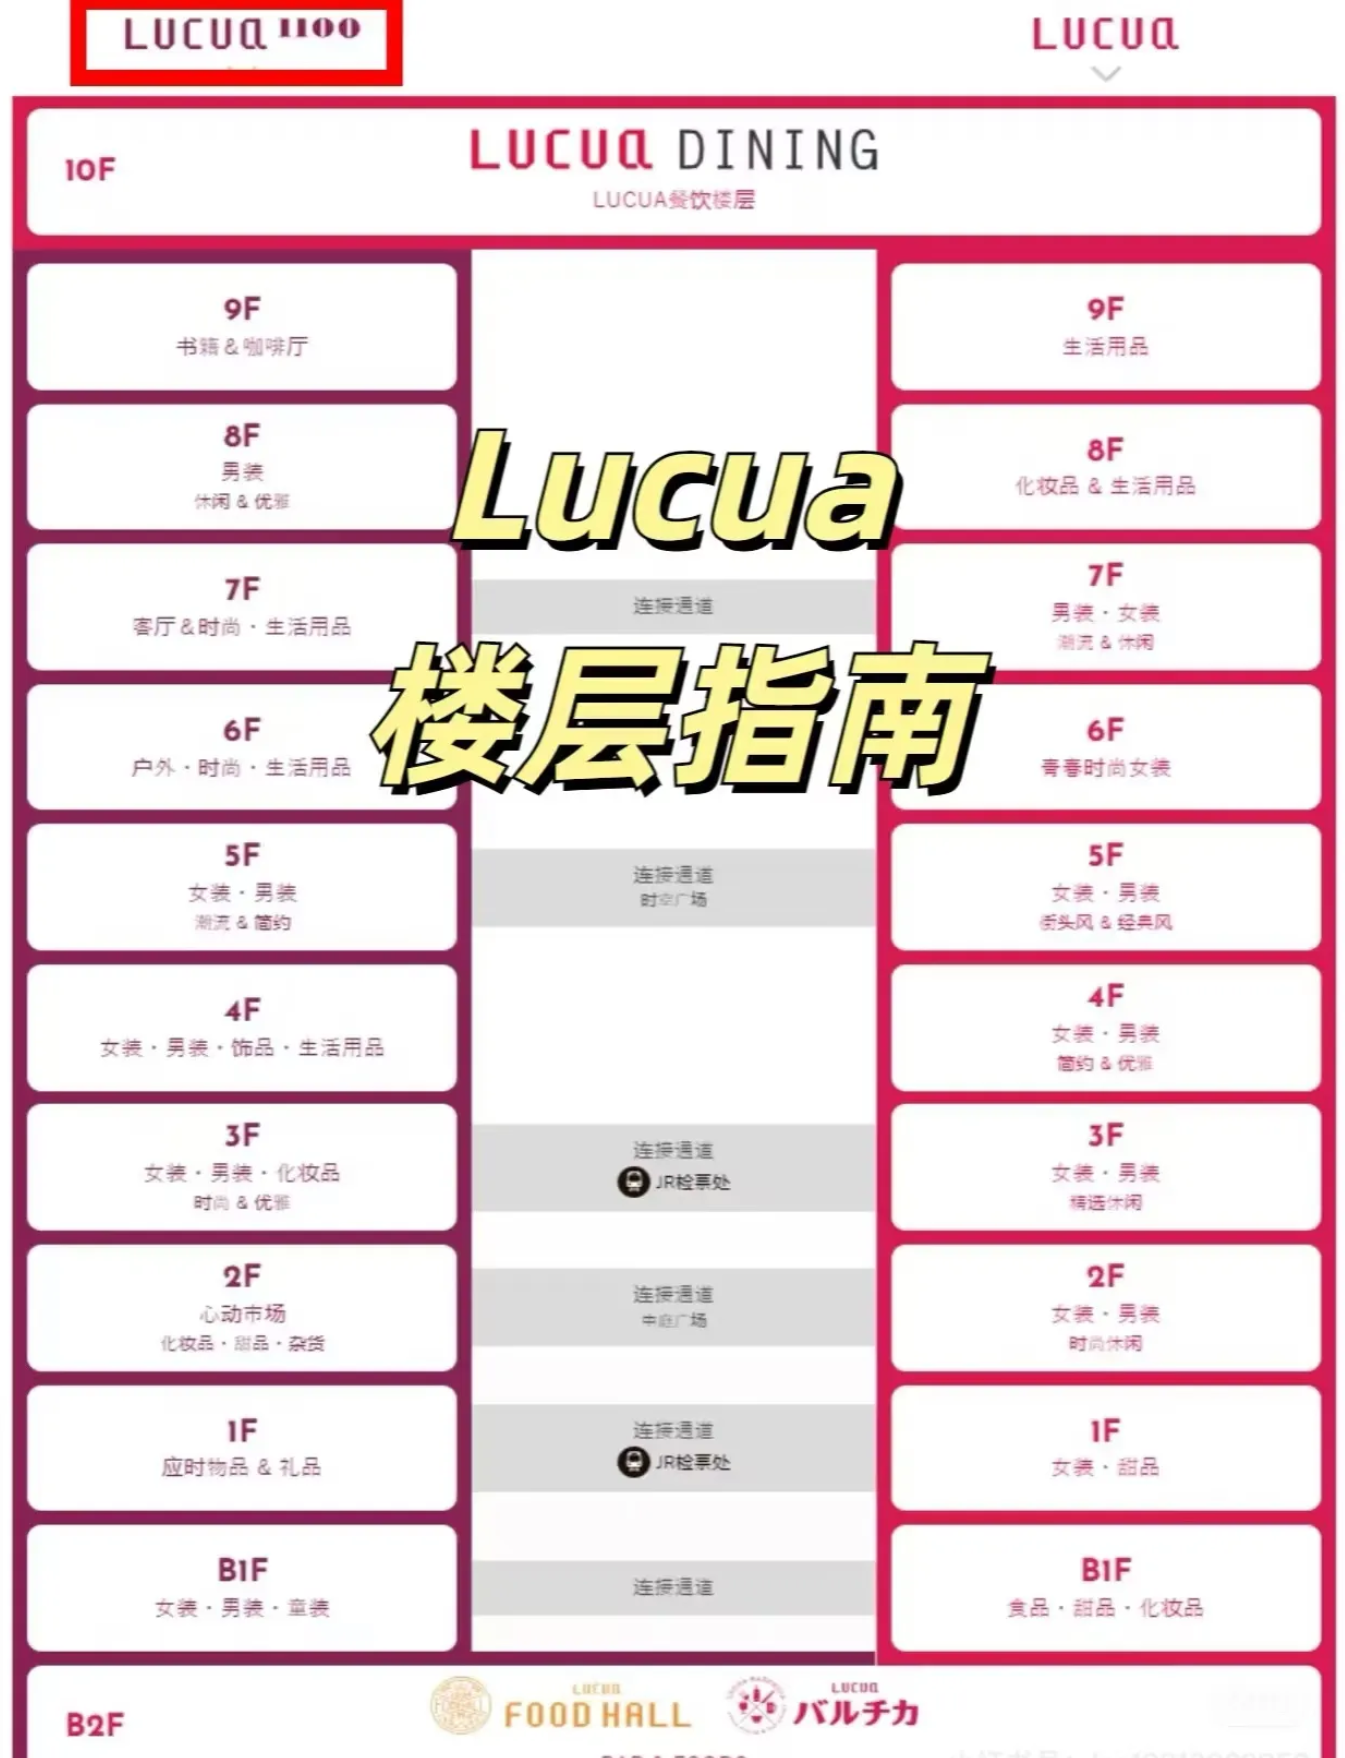 LUCUA 1100
LUCUA
10F
LUCUA DINING
LUCUA餐饮楼层
9F
书籍＆咖啡厅
9F
生活用品
8F
男装
休闲 & 优雅
8F
化妆品 & 生活用品
Lucua
7F
客厅＆时尚・生活用品
连接通道
7F
男装・女装
潮流 & 休闲
楼层指南
6F
户外・时尚・生活用品
6F
青春时尚女装
5F
女装・男装
潮流 & 简约
连接通道
时空广场
5F
女装・男装
街头风 & 经典风
4F
女装・男装・饰品・生活用品
4F
女装・男装
简约 & 优雅
3F
女装・男装・化妆品
时尚 & 优雅
连接通道
JR检票处
3F
女装・男装
精选休闲
2F
心动市场
化妆品・甜品・杂货
连接通道
中庭广场
2F
女装・男装
时尚休闲
1F
应时物品 & 礼品
连接通道
JR检票处
1F
女装・甜品
B1F
女装・男装・童装
连接通道
B1F
食品・甜品・化妆品
B2F
LUCUA
FOOD HALL
LUCUA
バルチカ